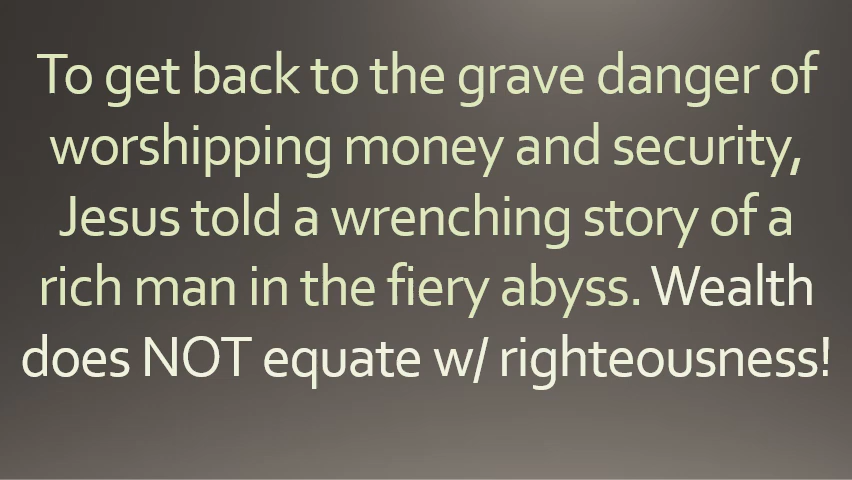 To get back to the grave danger of
worshipping money and security,
Jesus told a wrenching story of a
rich man in the fiery abyss. Wealth
does NOT equate w/ righteousness!